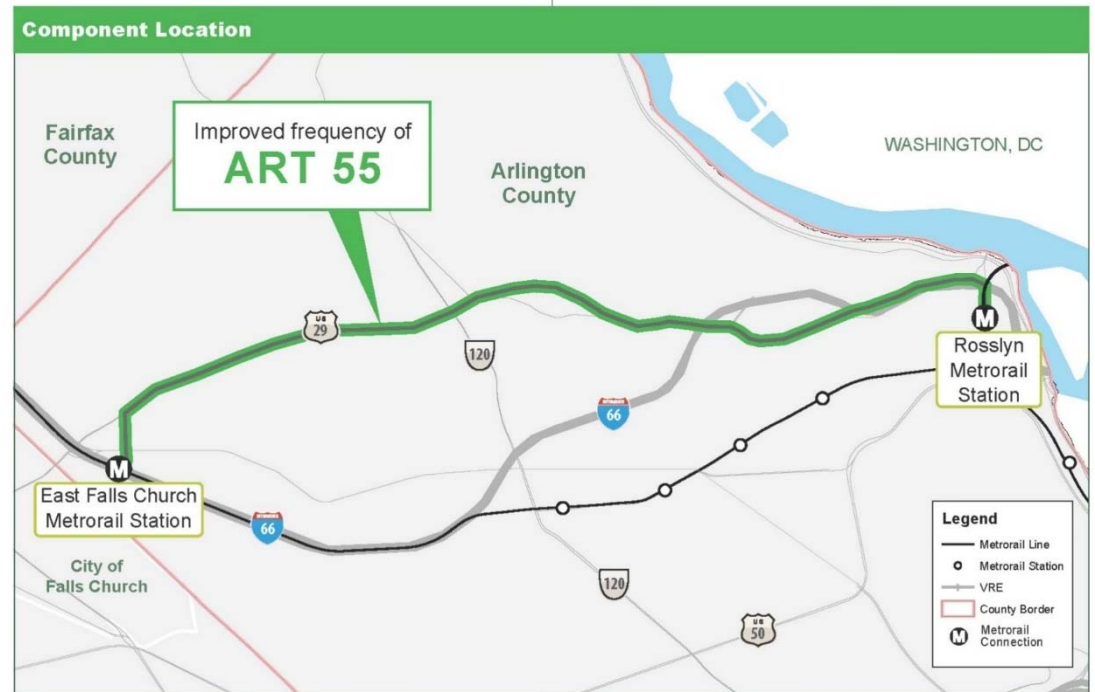 Component Location
Fairfax
County
Improved frequency of
ART 55
Arlington
County
WASHINGTON, DC
US
29
120
66
Rosslyn
Metrorail
Station
East Falls Church
Metrorail Station
66
City of
Falls Church
120
US
50
Legend
Metrorail Line
Metrorail Station
VRE
County Border
Metrorail
Connection
M
M
M